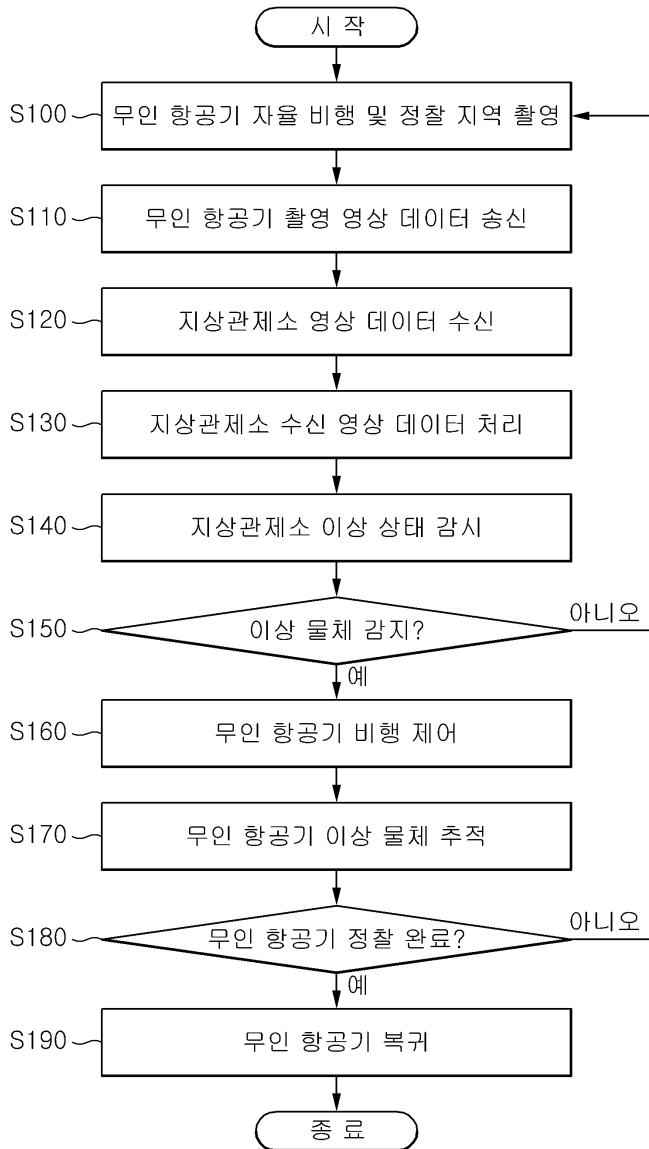 시 작
S100
무인 항공기 자율 비행 및 정찰 지역 촬영
S110
무인 항공기 촬영 영상 데이터 송신
S120
지상관제소 영상 데이터 수신
S130
지상관제소 수신 영상 데이터 처리
S140
지상관제소 이상 상태 감시
S150
이상 물체 감지?
아니오
예
S160
무인 항공기 비행 제어
S170
무인 항공기 이상 물체 추적
S180
무인 항공기 정찰 완료?
아니오
예
S190
무인 항공기 복귀
종 료